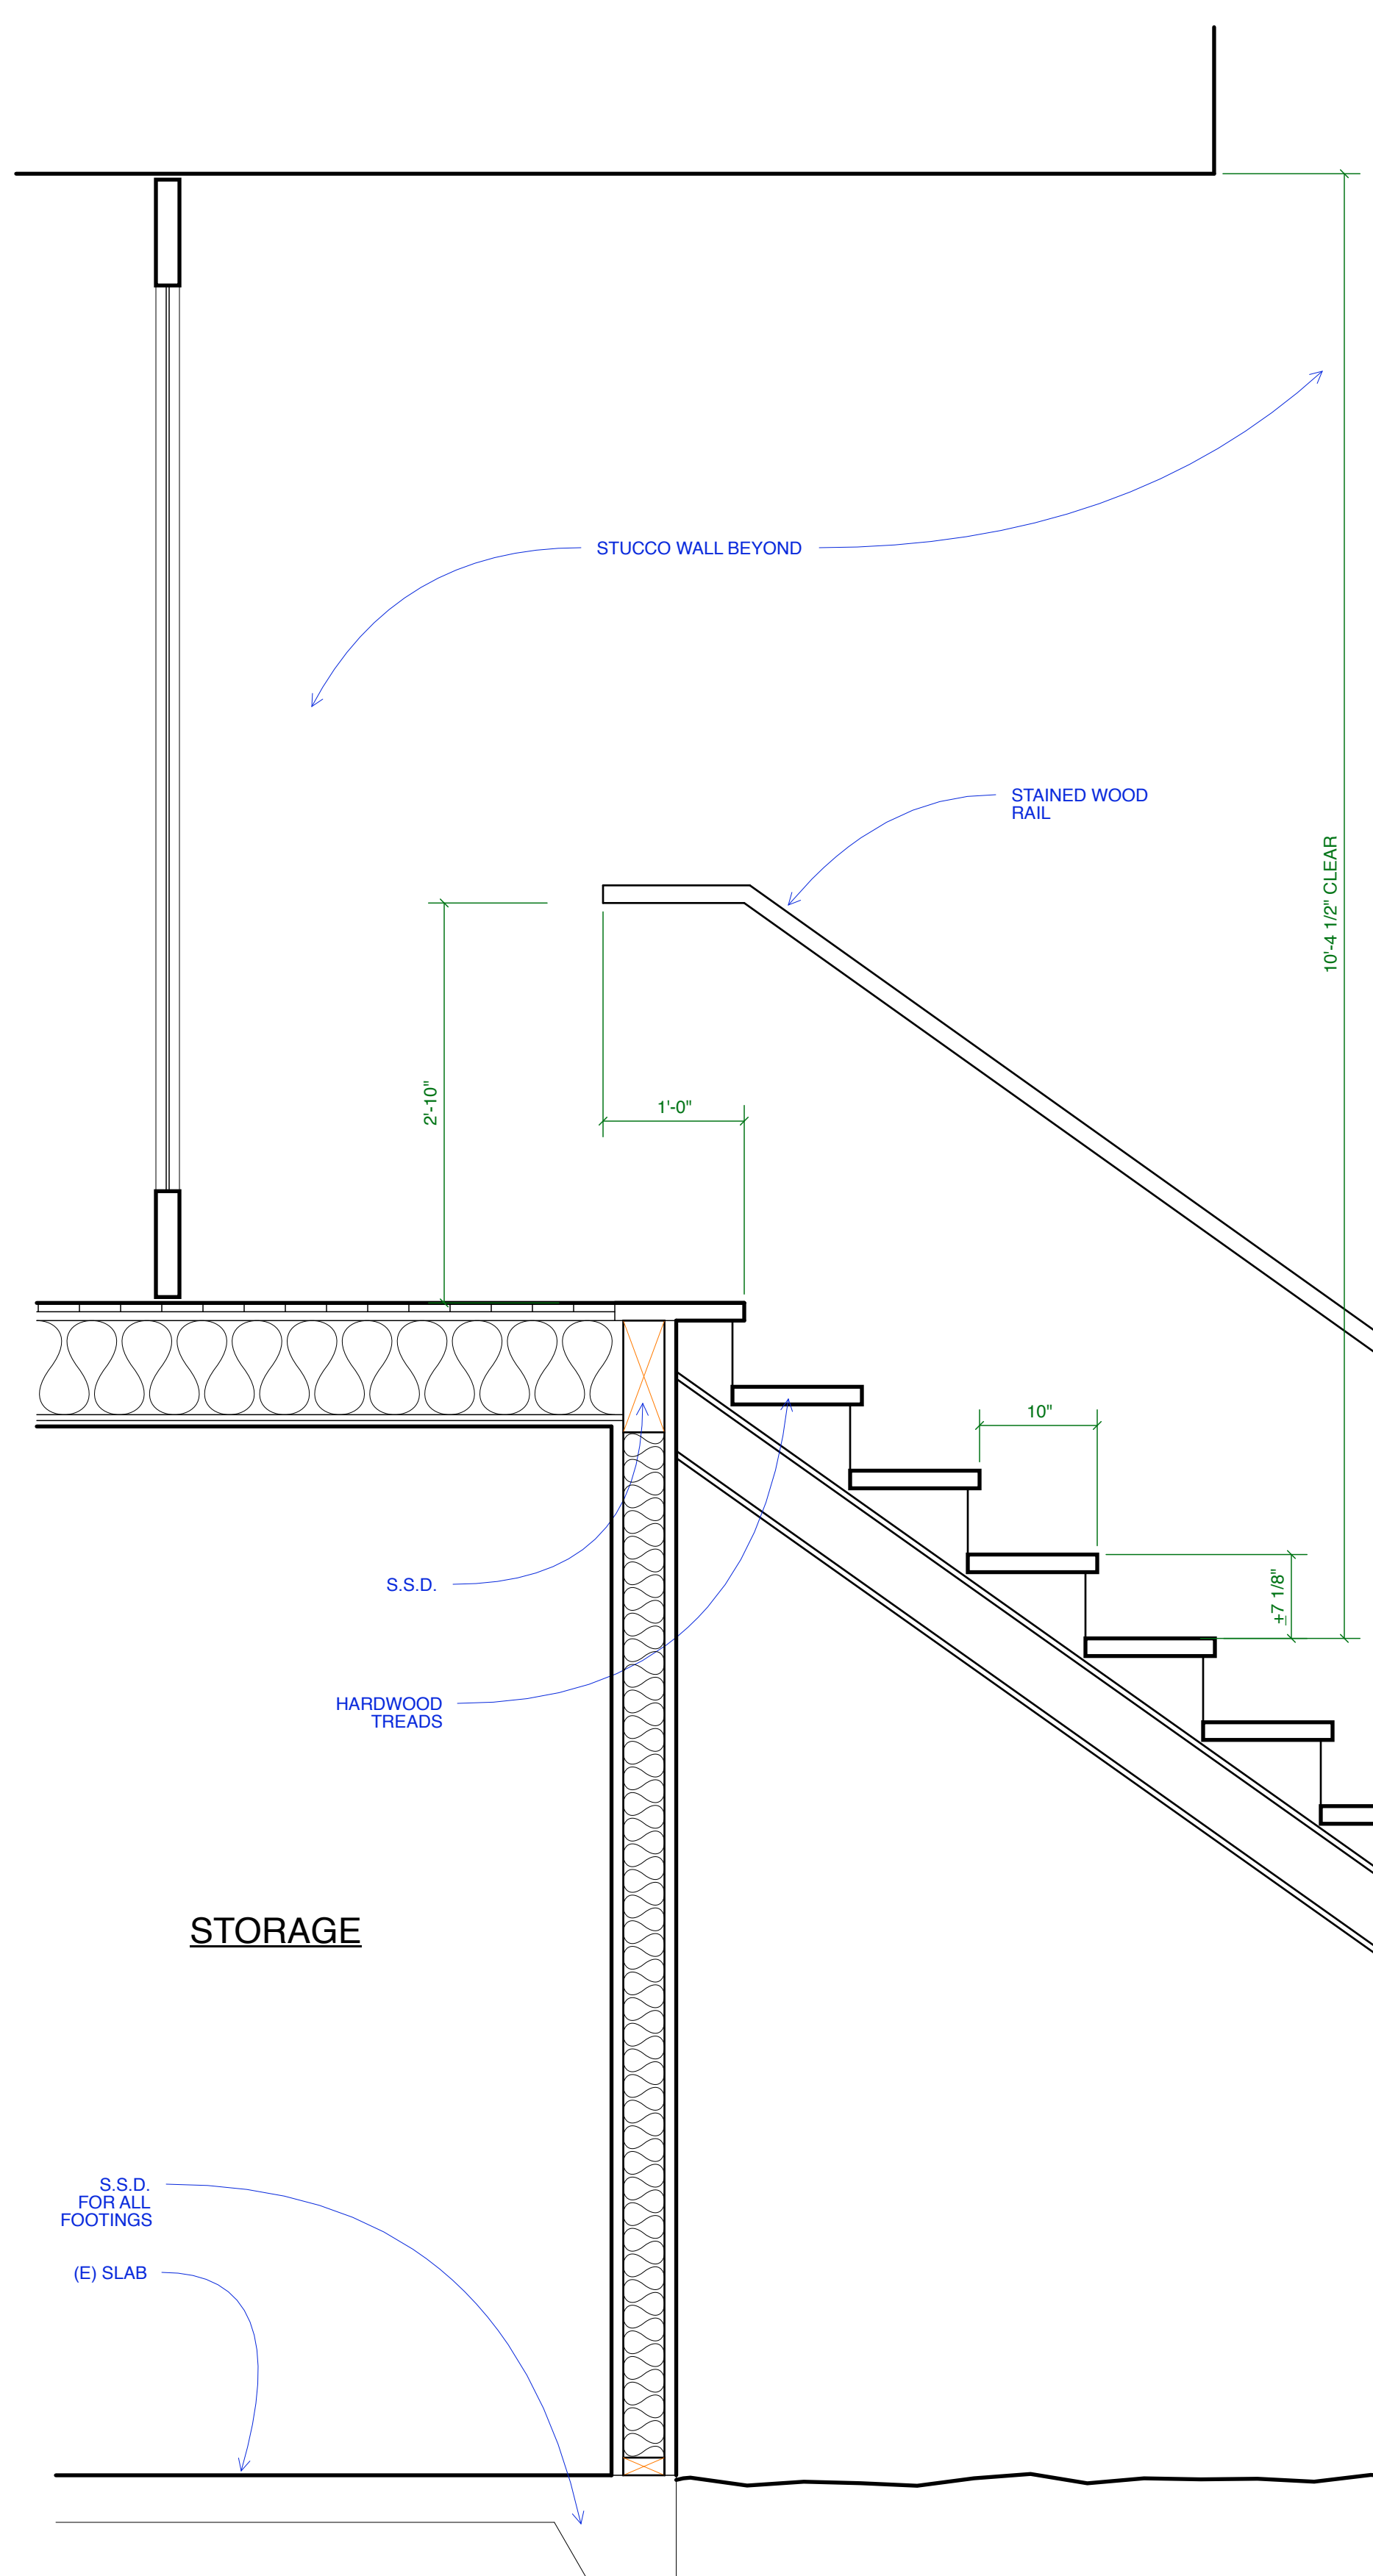 STUCCO WALL BEYOND
STAINED WOOD
RAIL
10'-4 1/2" CLEAR
2'-10"
1'-0"
10"
±7 1/8"
S.S.D.
HARDWOOD
TREADS
STORAGE
S.S.D.
FOR ALL
FOOTINGS
(E) SLAB